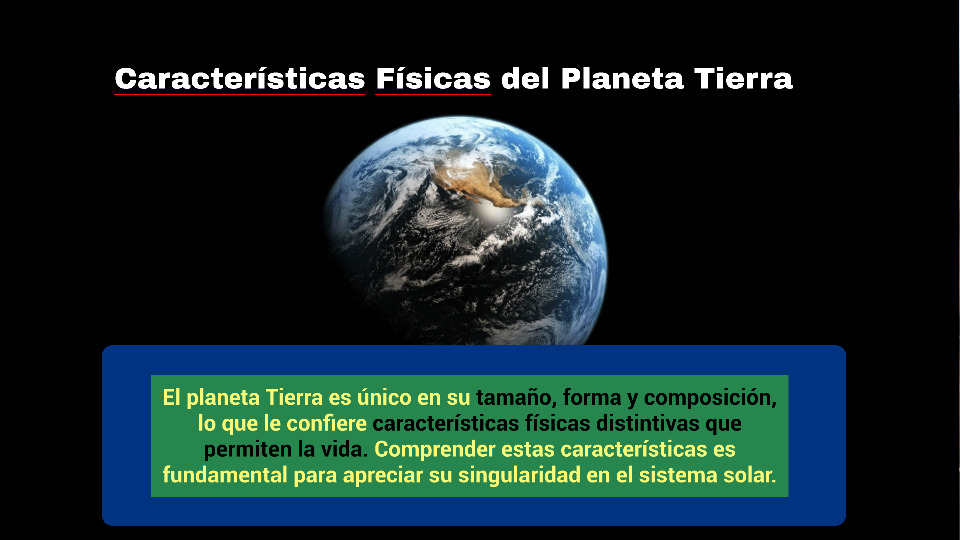 Características Físicas del Planeta Tierra
El planeta Tierra es único en su tamaño, forma y composición,
lo que le confiere características físicas distintivas que
permiten la vida. Comprender estas características es
fundamental para apreciar su singularidad en el sistema solar.